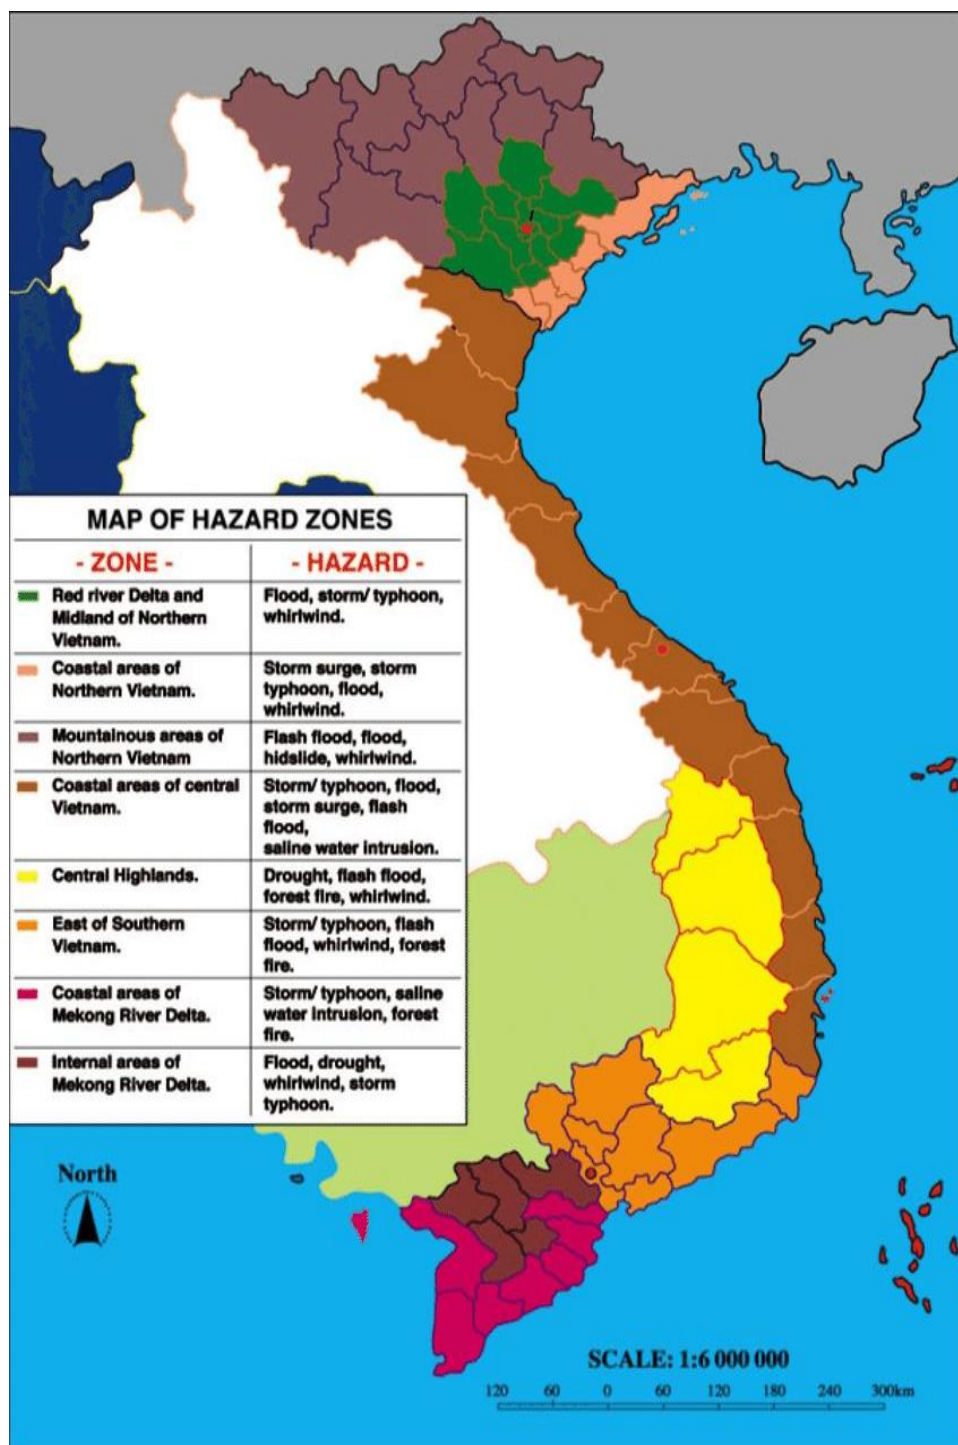 MAP OF HAZARD ZONES
- ZONE -
- HAZARD -
Red river Delta and
Midland of Northern
Vietnam.
Flood, storm/ typhoon,
whirlwind.
Coastal areas of
Northern Vietnam.
Storm surge, storm
typhoon, flood,
whirlwind.
Mountainous areas of
Northern Vietnam
Flash flood, flood,
hidslide, whirlwind.
Coastal areas of central
Vietnam.
Storm/ typhoon, flood,
storm surge, flash
flood,
saline water intrusion.
Central Highlands.
Drought, flash flood,
forest fire, whirlwind.
East of Southern
Vietnam.
Storm/ typhoon, flash
flood, whirlwind, forest
fire.
Coastal areas of
Mekong River Delta.
Storm/ typhoon, saline
water intrusion, forest
fire.
Internal areas of
Mekong River Delta.
Flood, drought,
whirlwind, storm
typhoon.
North
SCALE: 1:6 000 000
120 60 0 60 120 180 240 300km